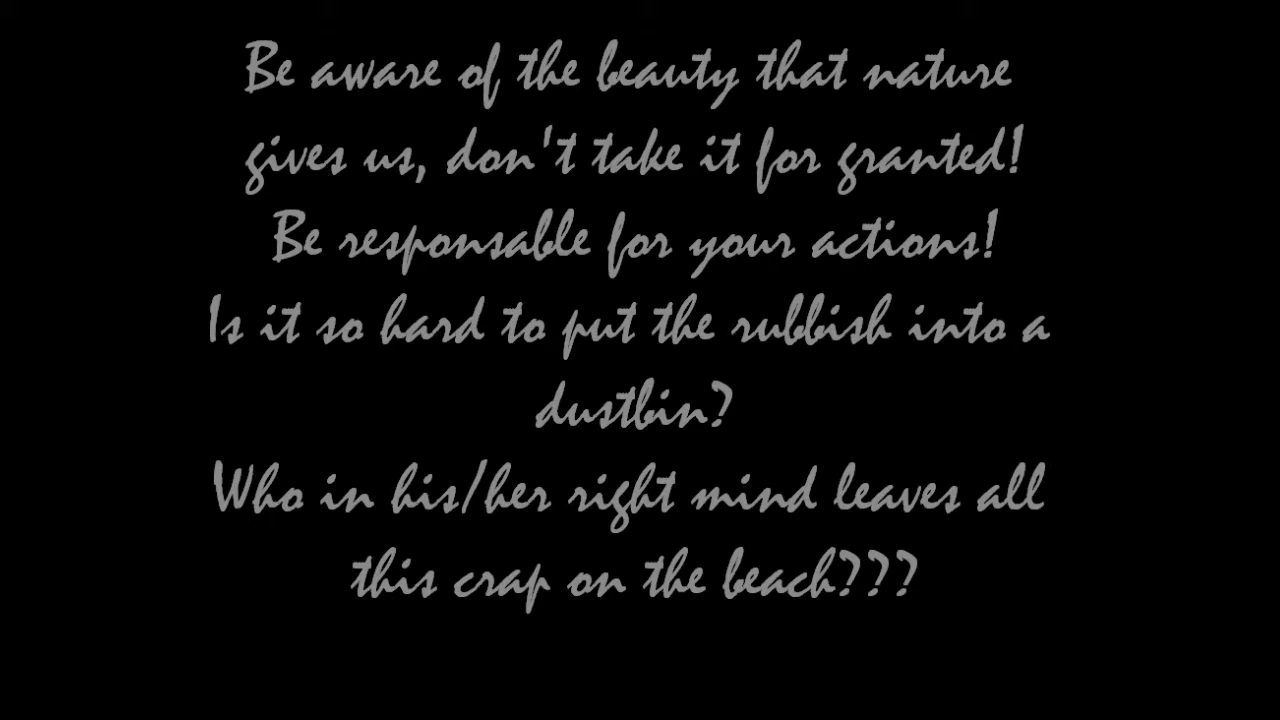 Be aware of the beauty that nature
gives us, don't take it for granted!
Be responsable for your actions!
Is it so hard to put the rubbish into a
dustbin?
Who in his/her right mind leaves all
this crap on the beach???